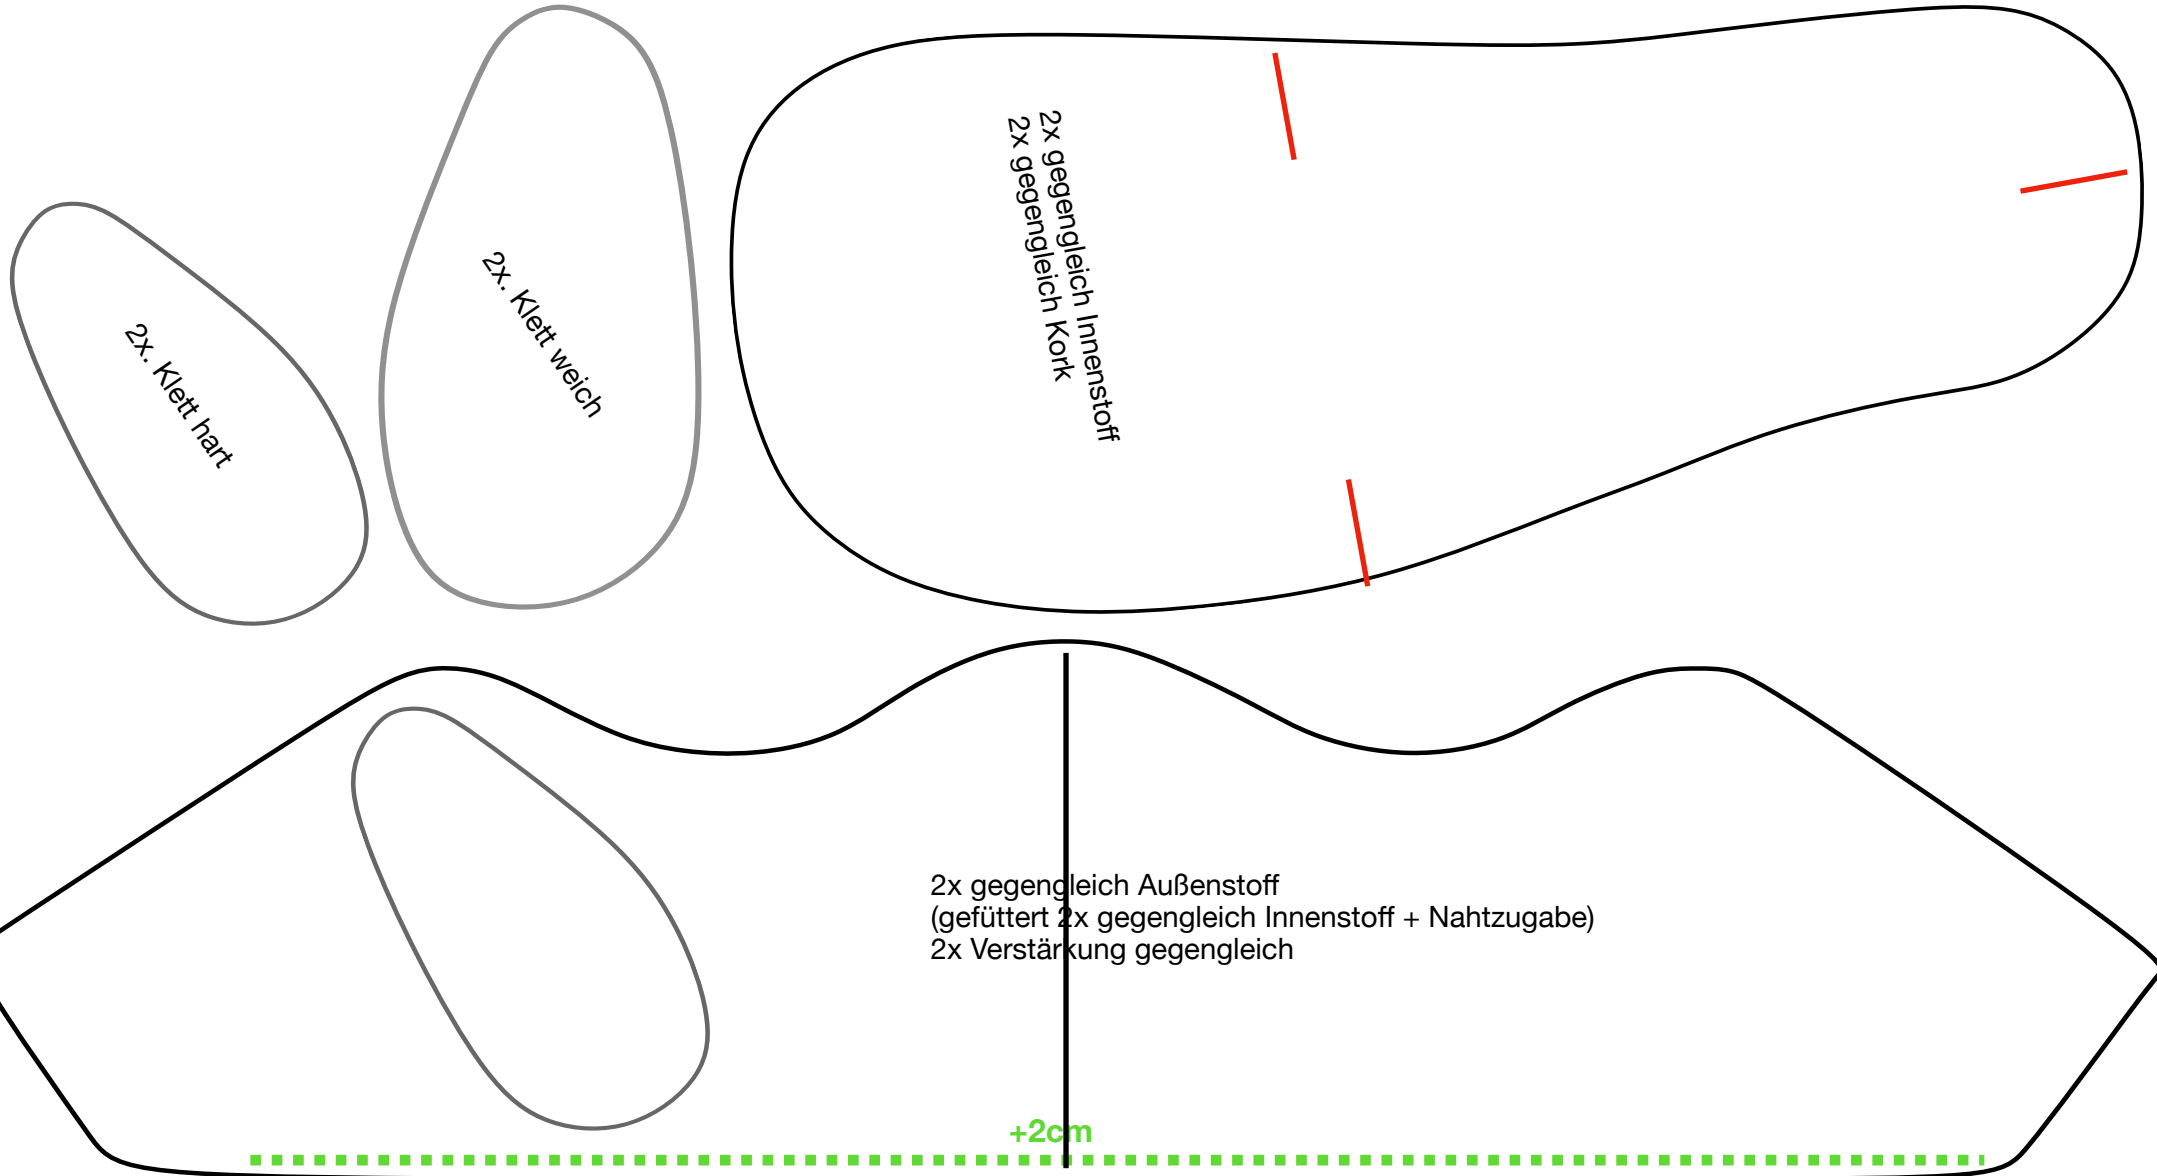 2x. Klett hart
2x. Klett weich
2x gegengleich Innenstoff
2x gegengleich Kork
2x gegengleich Außenstoff
(gefüttert 2x gegengleich Innenstoff + Nahtzugabe)
2x Verstärkung gegengleich
+2cm